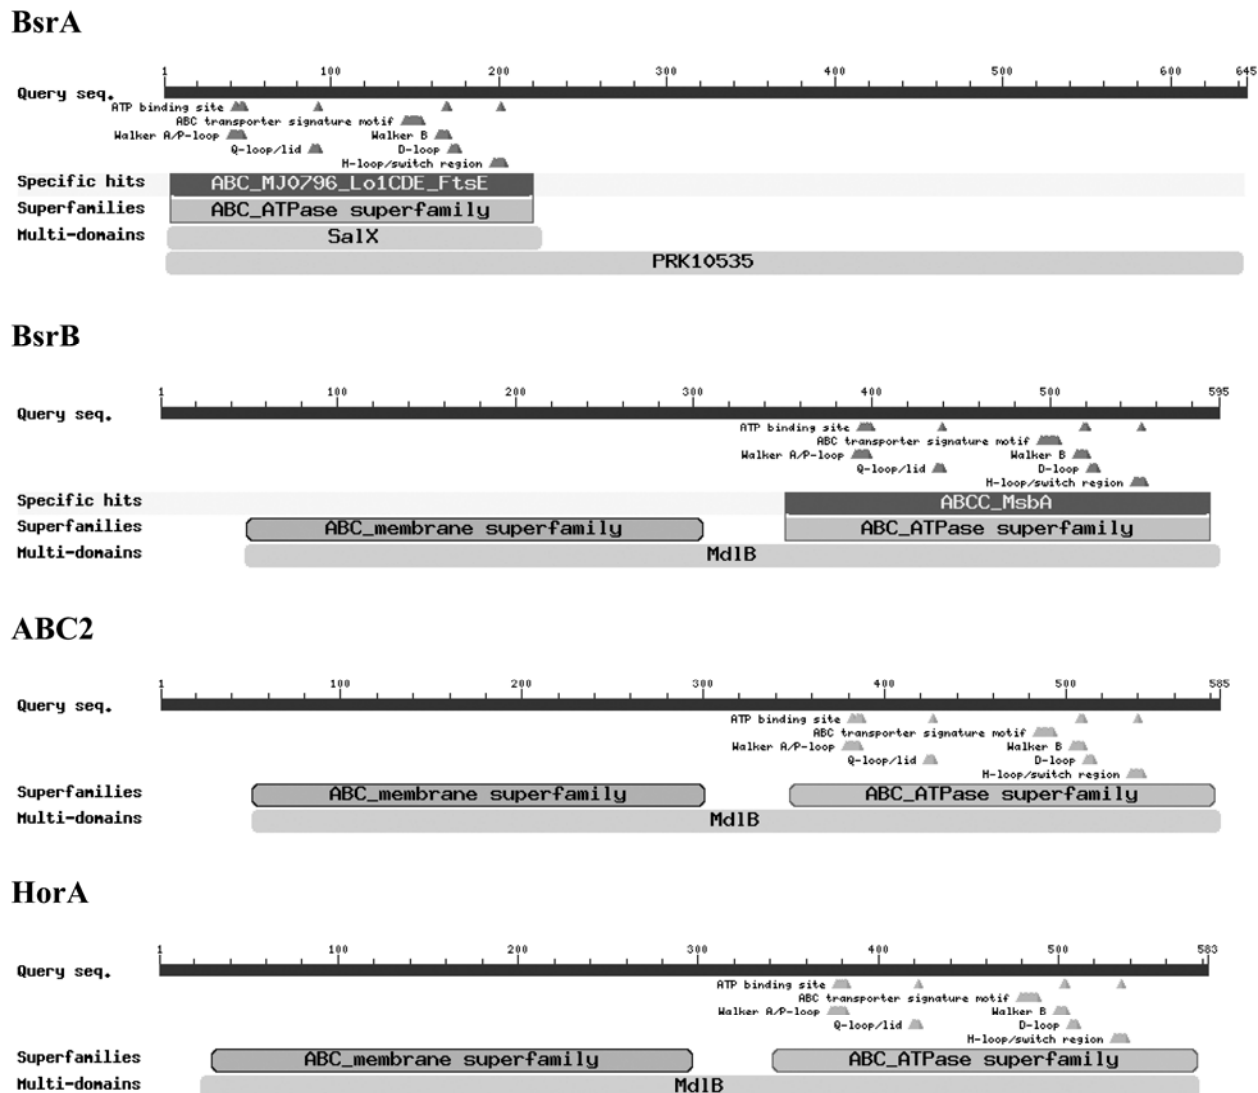 BsrA
1 100 200 300 400 500 600 645
Query seq.
ATP binding site
ABC transporter signature motif
Walker A/P-loop Walker B
Q-loop/lid D-loop
H-loop/switch region
Specific hits ABC_MJ0796_LolCDE_FtsE
Superfamilies ABC_ATPase superfamily
Multi-domains SalX
PRK10535
BsrB
1 100 200 300 400 500 595
Query seq.
ATP binding site
ABC transporter signature motif
Walker A/P-loop Walker B
Q-loop/lid D-loop
H-loop/switch region
Specific hits ABCC_MsbA
Superfamilies ABC_membrane superfamily ABC_ATPase superfamily
Multi-domains MdlB
ABC2
1 100 200 300 400 500 585
Query seq.
ATP binding site
ABC transporter signature motif
Walker A/P-loop Walker B
Q-loop/lid D-loop
H-loop/switch region
Superfamilies ABC_membrane superfamily ABC_ATPase superfamily
Multi-domains MdlB
HorA
1 100 200 300 400 500 583
Query seq.
ATP binding site
ABC transporter signature motif
Walker A/P-loop Walker B
Q-loop/lid D-loop
H-loop/switch region
Superfamilies ABC_membrane superfamily ABC_ATPase superfamily
Multi-domains MdlB